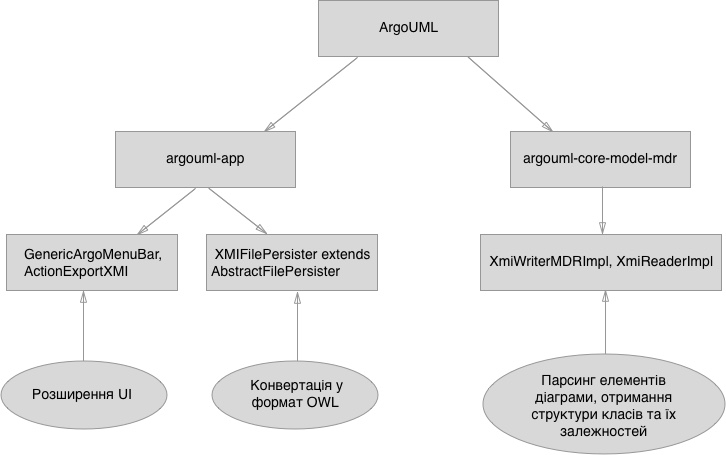 ArgoUML
argouml-app
argouml-core-model-mdr
GenericArgoMenuBar,
ActionExportXMI
XMIFilePersister extends
AbstractFilePersister
XmiWriterMDRImpl, XmiReaderImpl
Розширення UI
Конвертація у
формат OWL
Парсинг елементів
діаграми, отримання
структури класів та їх
залежностей